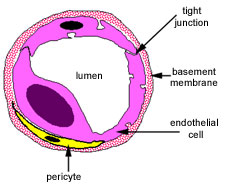 tight
junction
lumen
basement
membrane
endothelial
cell
pericyte